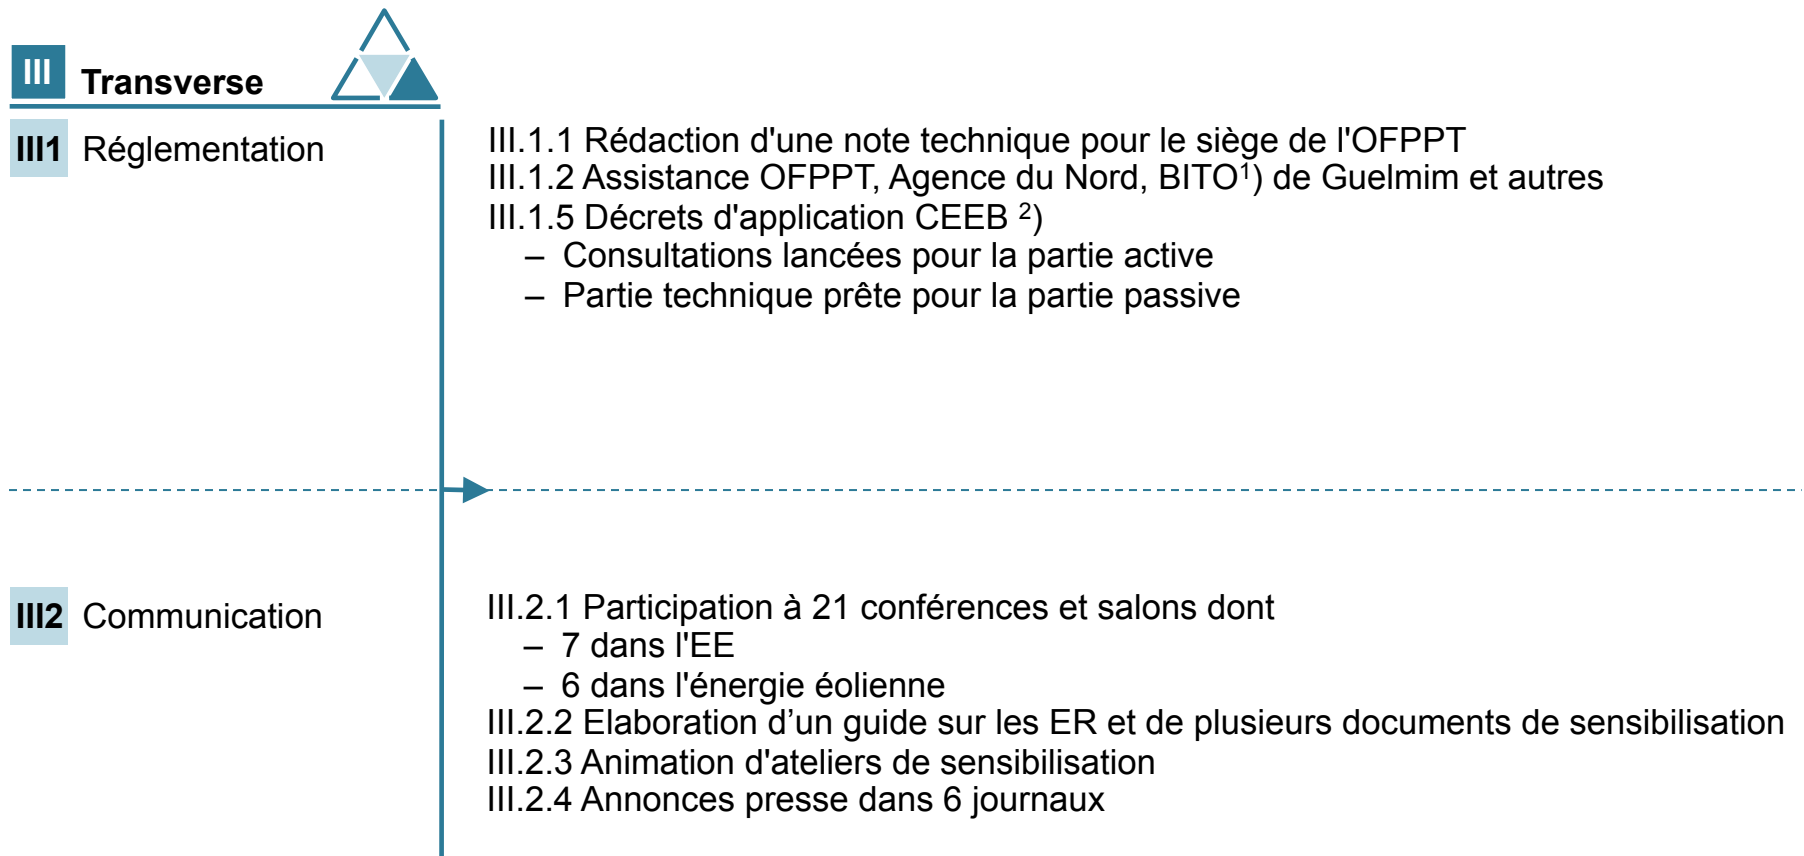 III Transverse
III1 Réglementation
III.1.1 Rédaction d'une note technique pour le siège de l'OFPPT
III.1.2 Assistance OFPPT, Agence du Nord, BITO1) de Guelmim et autres
III.1.5 Décrets d'application CEEB 2)
– Consultations lancées pour la partie active
– Partie technique prête pour la partie passive
III2 Communication
III.2.1 Participation à 21 conférences et salons dont
– 7 dans l'EE
– 6 dans l'énergie éolienne
III.2.2 Elaboration d’un guide sur les ER et de plusieurs documents de sensibilisation
III.2.3 Animation d'ateliers de sensibilisation
III.2.4 Annonces presse dans 6 journaux